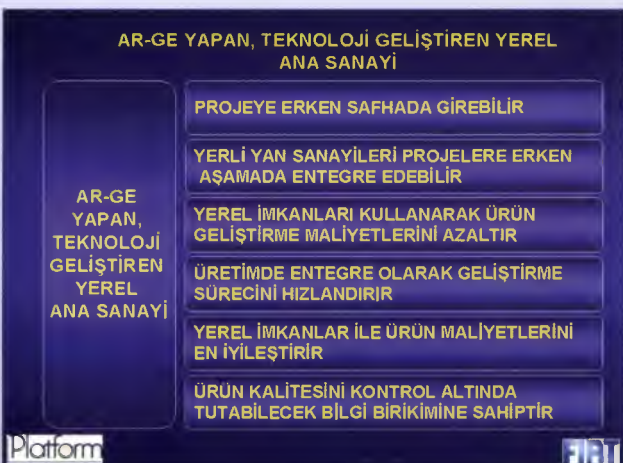 AR-GE YAPAN, TEKNOLOJİ GELİŞTİREN YEREL
ANA SANAYİ
AR-GE
YAPAN,
TEKNOLOJİ
GELİŞTİREN
YEREL
ANA SANAYİ
PROJEYE ERKEN SAFHADA GİREBİLİR
YERLİ YAN SANAYİLERİ PROJELERE ERKEN
AŞAMADA ENTEGRE EDEBİLİR
YEREL İMKANLARI KULLANARAK ÜRÜN
GELİŞTİRME MALİYETLERİNİ AZALTIR
ÜRETİMDE ENTEGRE OLARAK GELİŞTİRME
SÜRECİNİ HIZLANDIRIR
YEREL İMKANLAR İLE ÜRÜN MALİYETLERİNİ
EN İYİLEŞTİRİR
ÜRÜN KALİTESİNİ KONTROL ALTINDA
TUTABİLECEK BİLGİ BİRİKİMİNE SAHİPTİR
Platform
FIAT